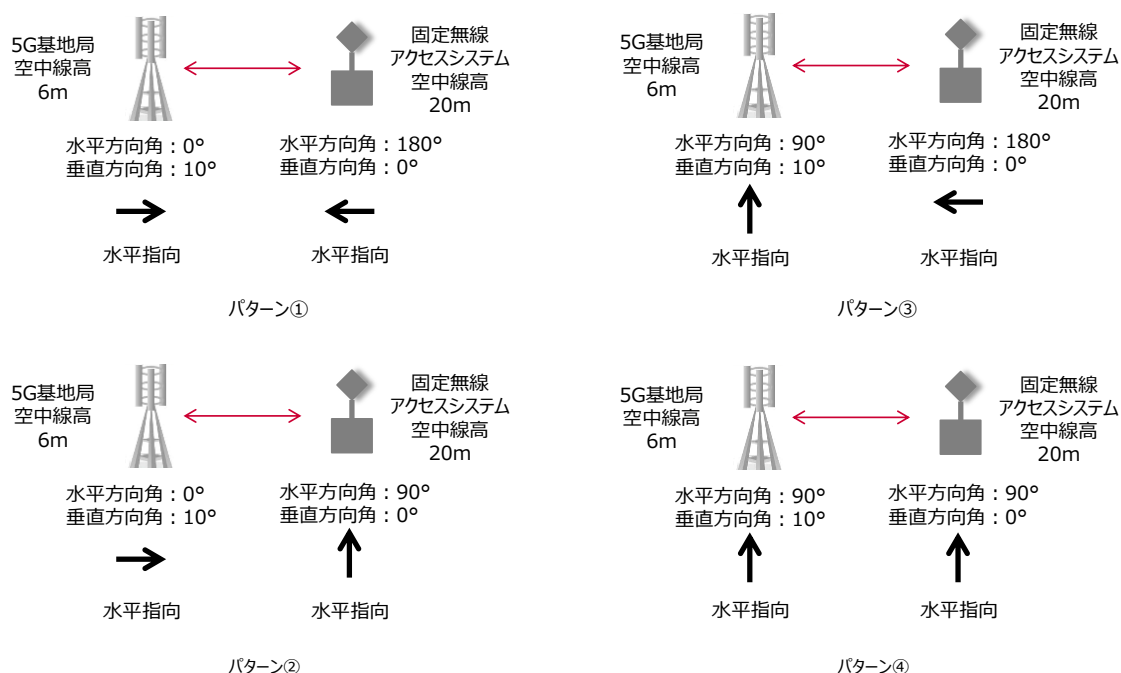 5G基地局
空中線高
6m
固定無線
アクセスシステム
空中線高
20m
水平方向角：0°
垂直方向角：10°
水平方向角：180°
垂直方向角：0°
水平指向
水平指向
パターン①
5G基地局
空中線高
6m
固定無線
アクセスシステム
空中線高
20m
水平方向角：90°
垂直方向角：10°
水平方向角：180°
垂直方向角：0°
水平指向
水平指向
パターン③
5G基地局
空中線高
6m
固定無線
アクセスシステム
空中線高
20m
水平方向角：0°
垂直方向角：10°
水平方向角：90°
垂直方向角：0°
水平指向
水平指向
パターン②
5G基地局
空中線高
6m
固定無線
アクセスシステム
空中線高
20m
水平方向角：90°
垂直方向角：10°
水平方向角：90°
垂直方向角：0°
水平指向
水平指向
パターン④